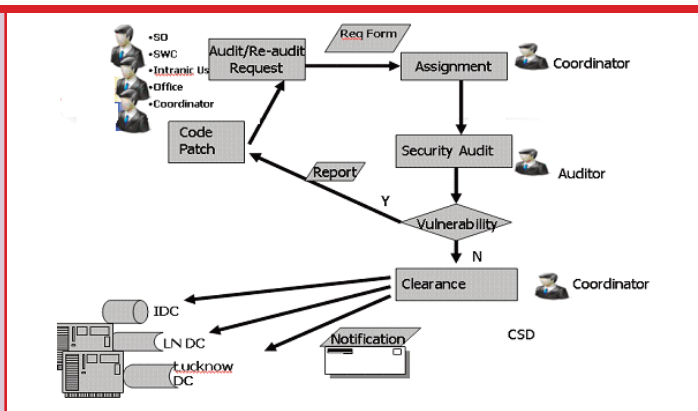 •SO
•SWC
•Intranic Us
•Office
•Coordinator
Audit/Re-audit
Request
Req Form
Assignment
Coordinator
Code
Patch
Security Audit
Auditor
Report
Y
Vulnerability
N
Clearance
Coordinator
IDC
LN DC
Lucknow
DC
Notification
CSD